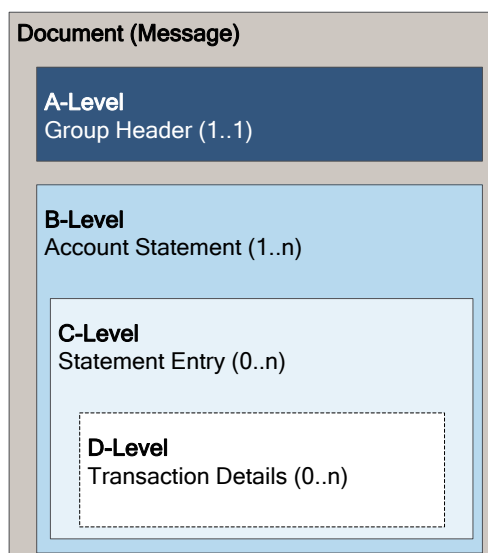 Document (Message)
A-Level
Group Header (1..1)
B-Level
Account Statement (1..n)
C-Level
Statement Entry (0..n)
D-Level
Transaction Details (0..n)